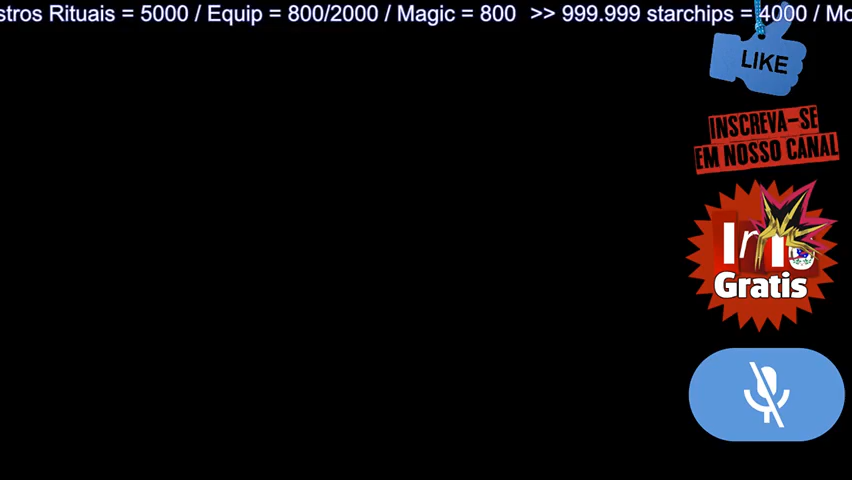 stros Rituais = 5000 / Equip = 800/2000 / Magic = 800 >> 999.999 starchips = 4000 / Mo
LIKE
INSCREVA-SE
EM NOSSO CANAL
Gratis